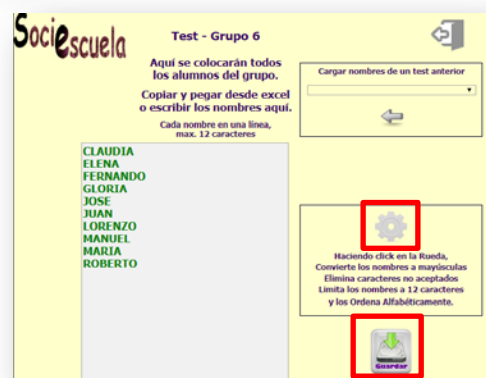 Sociescuela
Test - Grupo 6
Aquí se colocarán todos
los alumnos del grupo.
Copiar y pegar desde excel
o escribir los nombres aquí.
Cada nombre en una línea,
max. 12 caracteres
CLAUDIA
ELENA
FERNANDO
GLORIA
JOSE
JUAN
LORENZO
MANUEL
MARIA
ROBERTO
Cargar nombres de un test anterior
Haciendo click en la Rueda,
Convierte los nombres a mayúsculas
Elimina caracteres no aceptados
Limita los nombres a 12 caracteres
y los Ordena Alfabéticamente.
Guardar